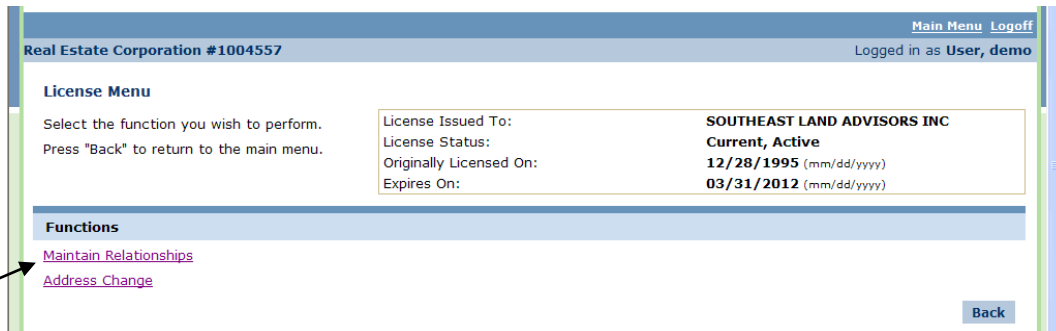 Main Menu Logoff
Real Estate Corporation #1004557 Logged in as User, demo
License Menu
Select the function you wish to perform.
Press "Back" to return to the main menu.
License Issued To: SOUTHEAST LAND ADVISORS INC
License Status: Current, Active
Originally Licensed On: 12/28/1995 (mm/dd/yyyy)
Expires On: 03/31/2012 (mm/dd/yyyy)
Functions
Maintain Relationships
Address Change
Back